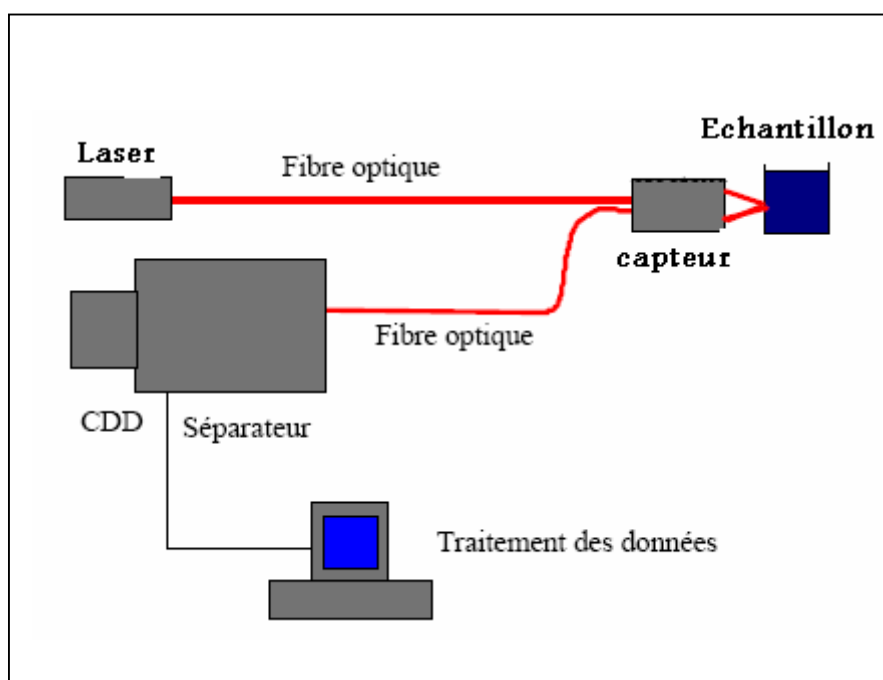 Echantillon
Laser
Fibre optique
capteur
Fibre optique
CDD
Séparateur
Traitement des données